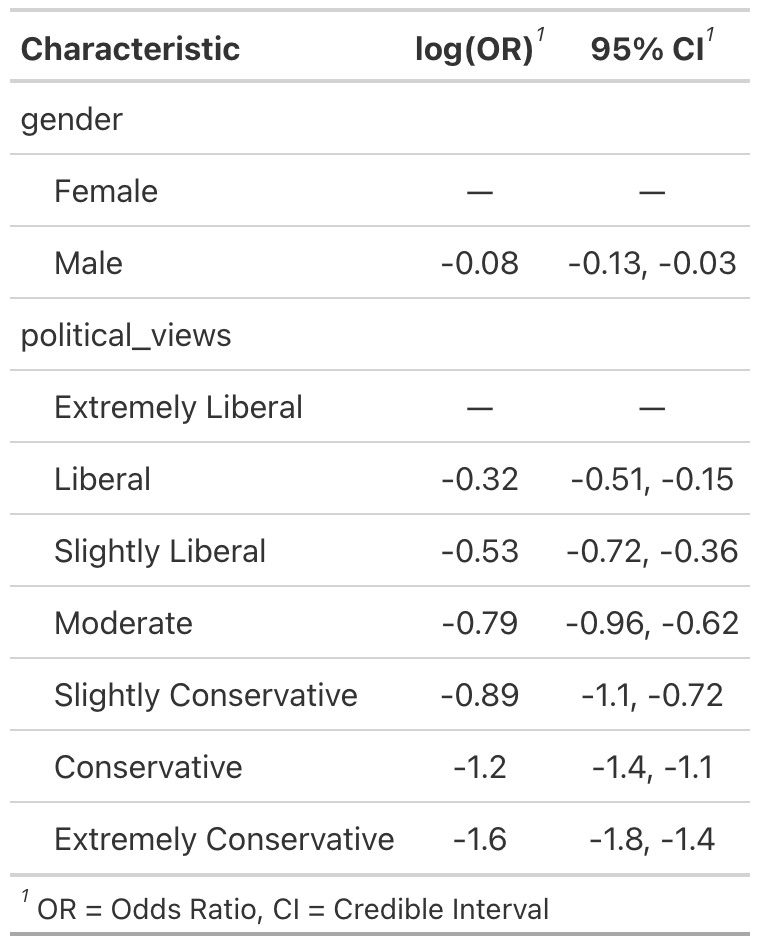 Characteristic log(OR)1 95% CI1
gender
Female — —
Male -0.08 -0.13, -0.03
political_views
Extremely Liberal — —
Liberal -0.32 -0.51, -0.15
Slightly Liberal -0.53 -0.72, -0.36
Moderate -0.79 -0.96, -0.62
Slightly Conservative -0.89 -1.1, -0.72
Conservative -1.2 -1.4, -1.1
Extremely Conservative -1.6 -1.8, -1.4
1 OR = Odds Ratio, CI = Credible Interval